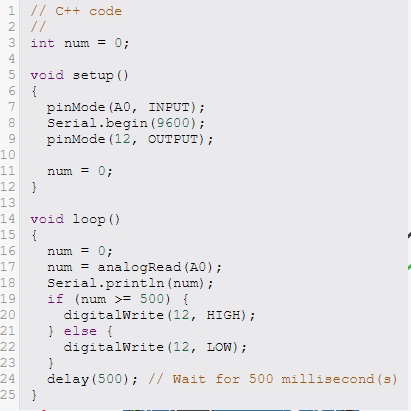 1 // C++ code
2 //
3 int num = 0;
4
5 void setup()
6 {
7   pinMode(A0, INPUT);
8   Serial.begin(9600);
9   pinMode(12, OUTPUT);
10
11   num = 0;
12 }
13
14 void loop()
15 {
16   num = 0;
17   num = analogRead(A0);
18   Serial.println(num);
19   if (num >= 500) {
20     digitalWrite(12, HIGH);
21   } else {
22     digitalWrite(12, LOW);
23   }
24   delay(500); // Wait for 500 millisecond(s)
25 }